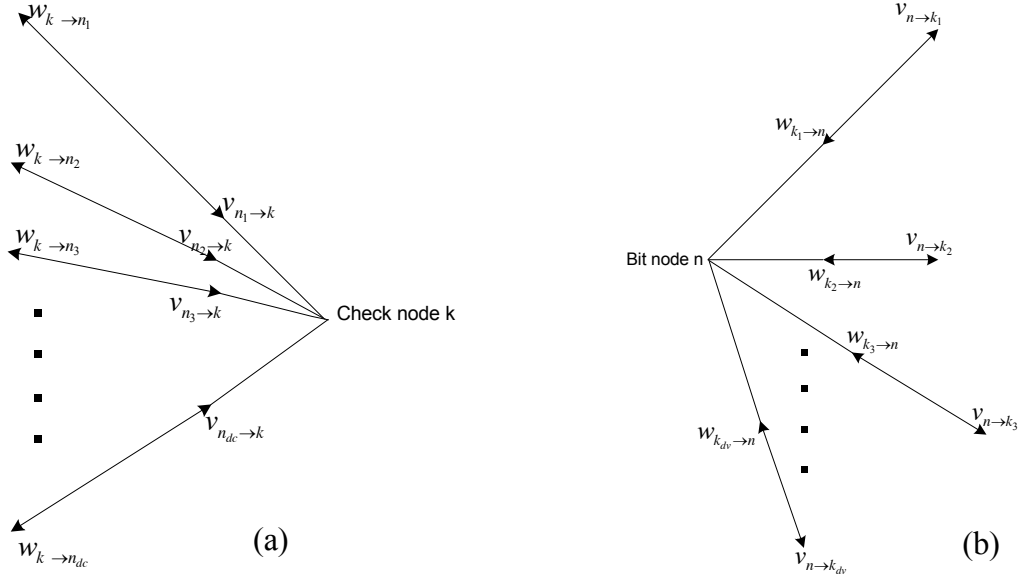 w_{k→n_1}
w_{k→n_2}
v_{n_1→k}
v_{n_2→k}
w_{k→n_3}
v_{n_3→k}
Check node k
v_{n_{dc}→k}
w_{k→n_{dc}}
(a)
v_{n→k_1}
w_{k_1→n}
Bit node n
v_{n→k_2}
w_{k_2→n}
w_{k_3→n}
v_{n→k_3}
w_{k_{dv}→n}
v_{n→k_{dv}}
(b)